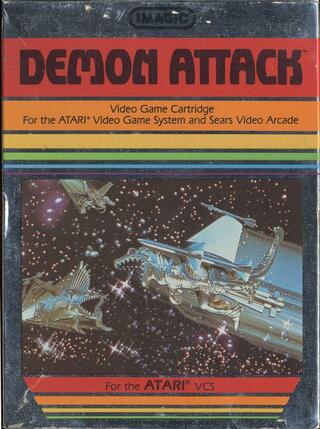 IMAGIC
DEMON ATTACK™
Video Game Cartridge
For the ATARI® Video Game System and Sears Video Arcade
For the ATARI® VCS